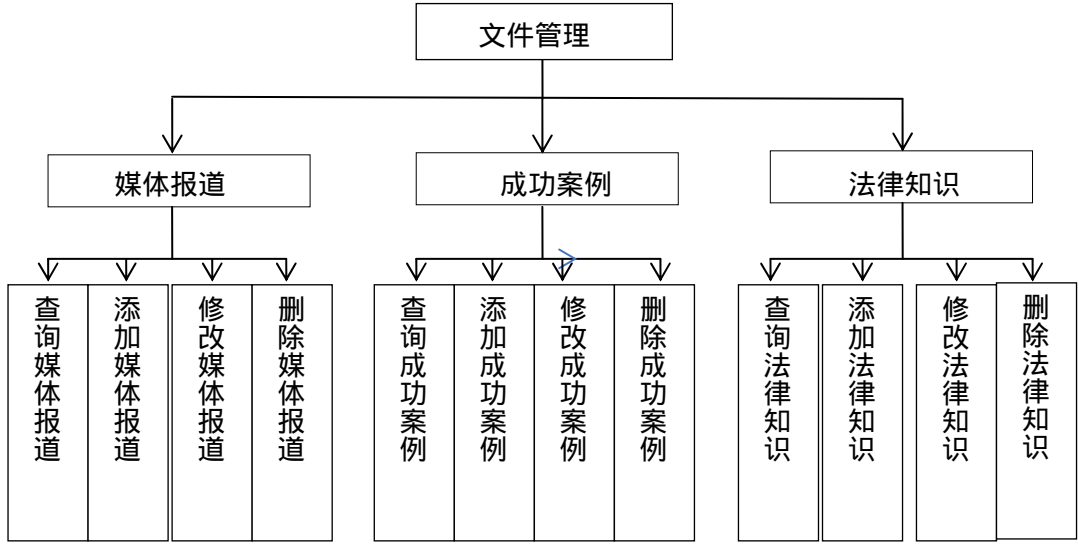 文件管理
媒体报道
成功案例
法律知识
查询媒体报道
添加媒体报道
修改媒体报道
删除媒体报道
查询成功案例
添加成功案例
修改成功案例
删除成功案例
查询法律知识
添加法律知识
修改法律知识
删除法律知识